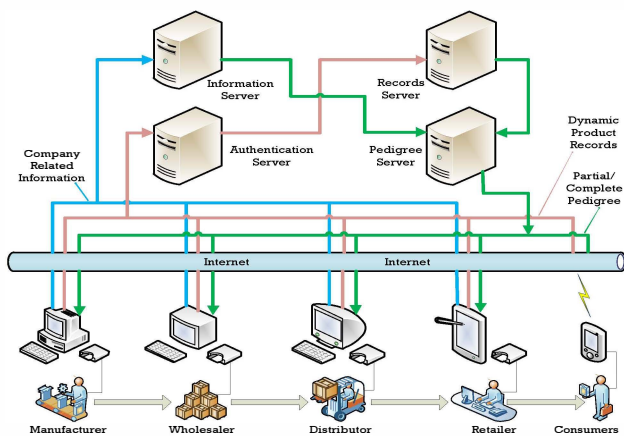 Information
Server
Records
Server
Company
Related
Information
Authentication
Server
Pedigree
Server
Dynamic
Product
Records
Partial/
Complete
Pedigree
Internet
Internet
Manufacturer
Wholesaler
Distributor
Retailer
Consumers